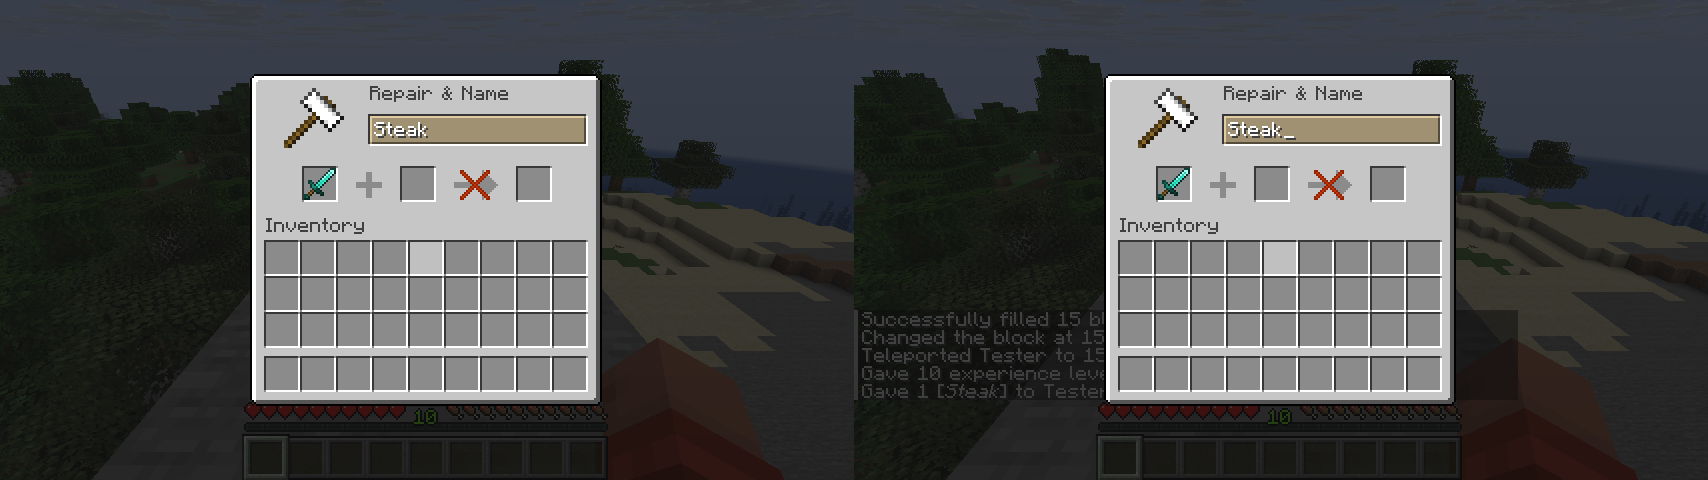 Repair & Name
Steak
Inventory
10
Repair & Name
Steak_
Inventory
Successfully filled 15 bl
Changed the block at 15
Teleported Tester to 15
Gave 10 experience leve
Gave 1 [Steak] to Tester
10